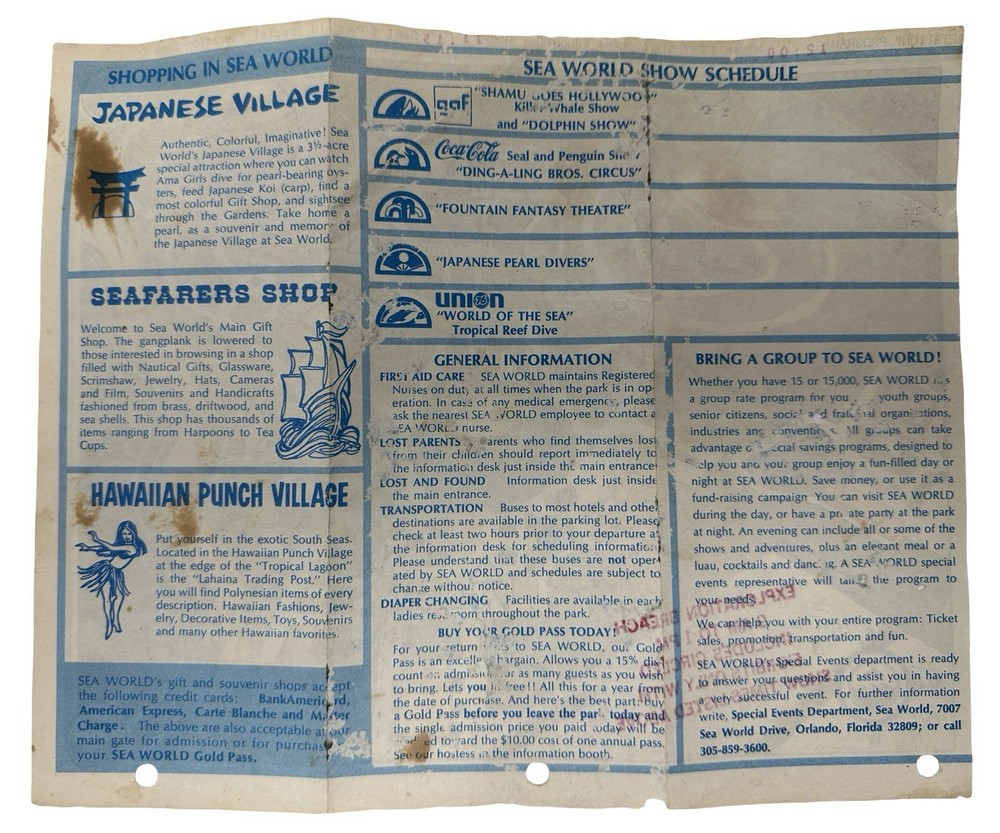 SHOPPING IN SEA WORLD
JAPANESE VILLAGE
Authentic, Colorful, Imaginative! Sea
World's Japanese Village is a 3½-acre
special attraction where you can watch
Ama Girls dive for pearl-bearing oys-
ters, feed Japanese Koi (carp), find a
most colorful Gift Shop, and sightsee
through the Gardens. Take home a
pearl, as a souvenir and memory of
the Japanese Village at Sea World.
SEAFARERS SHOP
Welcome to Sea World's Main Gift
Shop. The gangplank is lowered to
those interested in browsing in a shop
filled with Nautical Gifts, Glassware,
Scrimshaw, Jewelry, Hats, Cameras
and Film, Souvenirs and Handicrafts
fashioned from brass, driftwood, and
sea shells. This shop has thousands of
items ranging from Harpoons to Tea
Cups.
HAWAIIAN PUNCH VILLAGE
Put yourself in the exotic South Seas.
Located in the Hawaiian Punch Village
at the edge of the "Tropical Lagoon"
is the "Lahaina Trading Post." Here
you will find Polynesian items of every
description, Hawaiian Fashions, Jew-
elry, Decorative Items, Toys, Souvenirs
and many other Hawaiian favorites.
SEA WORLD's gift and souvenir shops accept
the following credit cards: BankAmericard,
American Express, Carte Blanche and Master
Charge. The above are also acceptable at our
main gate for admission or for purchase
your SEA WORLD Gold Pass.
SEA WORLD SHOW SCHEDULE
gaf "SHAMU GOES HOLLYWOOD"
Killer Whale Show
and "DOLPHIN SHOW"
Coca-Cola Seal and Penguin Show
"DING-A-LING BROS. CIRCUS"
"FOUNTAIN FANTASY THEATRE"
"JAPANESE PEARL DIVERS"
union 76
"WORLD OF THE SEA"
Tropical Reef Dive
GENERAL INFORMATION
FIRST AID CARE SEA WORLD maintains Registered
Nurses on duty, at all times when the park is in op-
eration. In case of any medical emergency, please
ask the nearest SEA WORLD employee to contact a
SEA WORLD nurse.
LOST PARENTS Parents who find themselves lost
from their children should report immediately to
the information desk just inside the main entrance.
LOST AND FOUND Information desk just inside
the main entrance.
TRANSPORTATION Buses to most hotels and other
destinations are available in the parking lot. Please
check at least two hours prior to your departure at
the information desk for scheduling information.
Please understand that these buses are not oper-
ated by SEA WORLD and schedules are subject to
change without notice.
DIAPER CHANGING Facilities are available in each
ladies restroom throughout the park.
BUY YOUR GOLD PASS TODAY!
For your return visits to SEA WORLD, our Gold
Pass is an excellent bargain. Allows you a 15% dis-
count on admission for as many guests as you wish
to bring. Lets you in free!! All this for a year from
the date of purchase. And here's the best part: buy
a Gold Pass before you leave the park today and
the single admission price you paid today will be
applied toward the $10.00 cost of one annual pass.
See our hostess in the information booth.
BRING A GROUP TO SEA WORLD!
Whether you have 15 or 15,000, SEA WORLD has
a group rate program for you youth groups,
senior citizens, social and fraternal organizations,
industries and conventions. All groups can take
advantage of special savings programs, designed to
help you and your group enjoy a fun-filled day or
night at SEA WORLD. Save money, or use it as a
fund-raising campaign. You can visit SEA WORLD
during the day, or have a private party at the park
at night. An evening can include all or some of the
shows and adventures, plus an elegant meal or a
luau, cocktails and dancing. A SEA WORLD special
events representative will tailor the program to
your needs.
We can help you with your entire program: Ticket
sales, promotion, transportation and fun.
SEA WORLD's Special Events department is ready
to answer your questions and assist you in having
a very successful event. For further information
write, Special Events Department, Sea World, 7007
Sea World Drive, Orlando, Florida 32809; or call
305-859-3600.